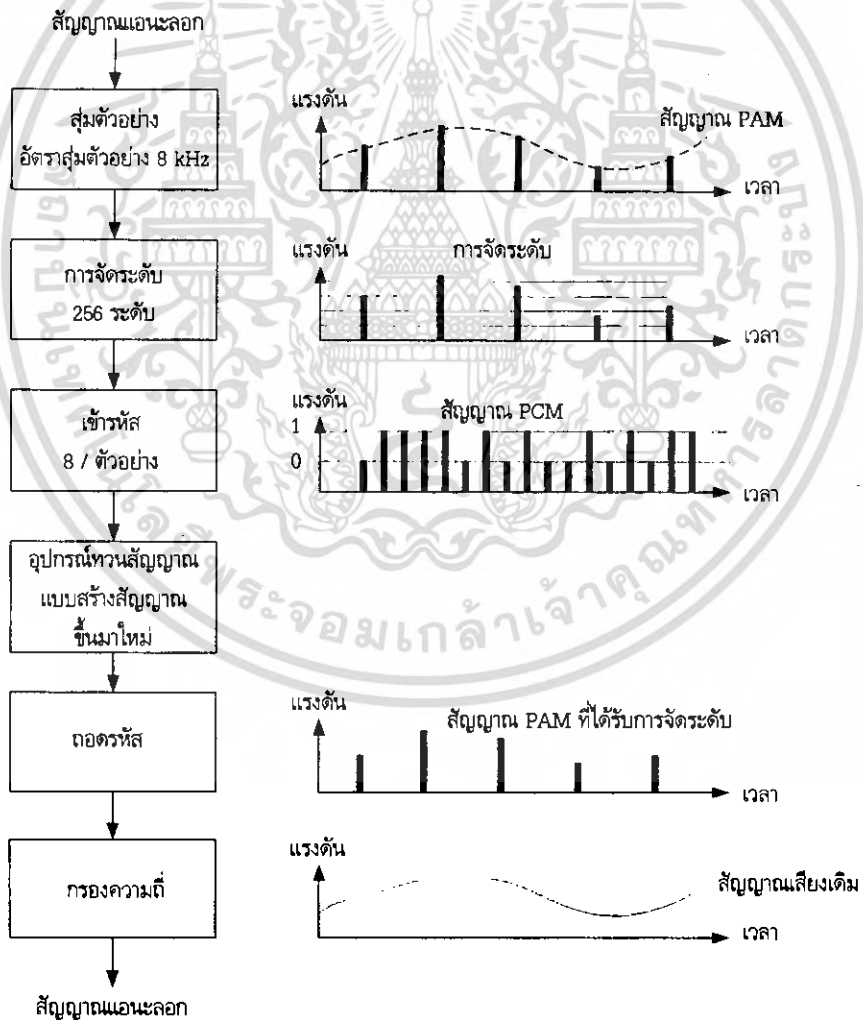 สัญญาณแอนะลอก
สุ่มตัวอย่าง
อัตราสุ่มตัวอย่าง 8 kHz
แรงดัน
สัญญาณ PAM
เวลา
การจัดระดับ
256 ระดับ
แรงดัน
การจัดระดับ
เวลา
เข้ารหัส
8 / ตัวอย่าง
แรงดัน
1
0
สัญญาณ PCM
เวลา
อุปกรณ์ทวนสัญญาณ
แบบสร้างสัญญาณ
ขึ้นมาใหม่
ถอดรหัส
แรงดัน
สัญญาณ PAM ที่ได้รับการจัดระดับ
เวลา
กรองความถี่
แรงดัน
สัญญาณเสียงเดิม
เวลา
สัญญาณแอนะลอก